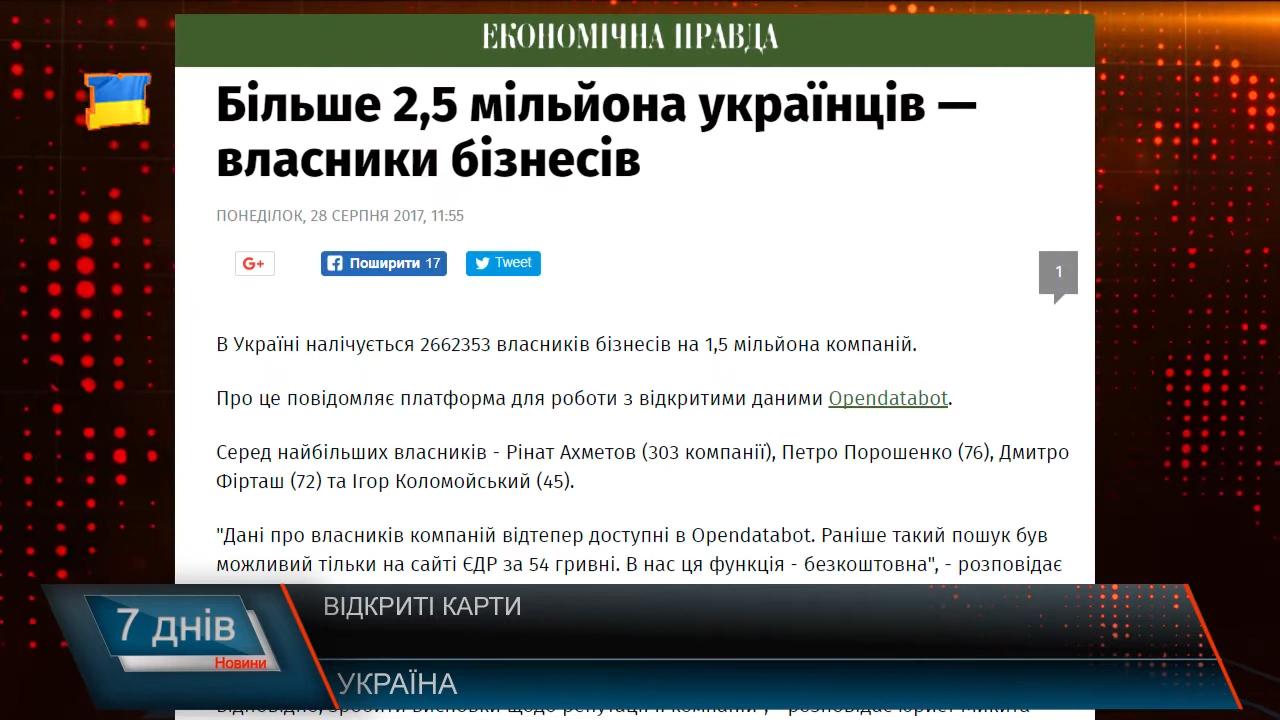 ЕКОНОМІЧНА ПРАВДА
Більше 2,5 мільйона українців —
власники бізнесів
ПОНЕДІЛОК, 28 СЕРПНЯ 2017, 11:55
G+
Поширити 17
Tweet
1
В Україні налічується 2662353 власників бізнесів на 1,5 мільйона компаній.
Про це повідомляє платформа для роботи з відкритими даними Opendatabot.
Серед найбільших власників - Рінат Ахметов (303 компанії), Петро Порошенко (76), Дмитро
Фірташ (72) та Ігор Коломойський (45).
"Дані про власників компаній відтепер доступні в Opendatabot. Раніше такий пошук був
можливий тільки на сайті ЄДР за 54 гривні. В нас ця функція - безкоштовна", - розповідає
7 днів
Новини
ВІДКРИТІ КАРТИ
УКРАЇНА